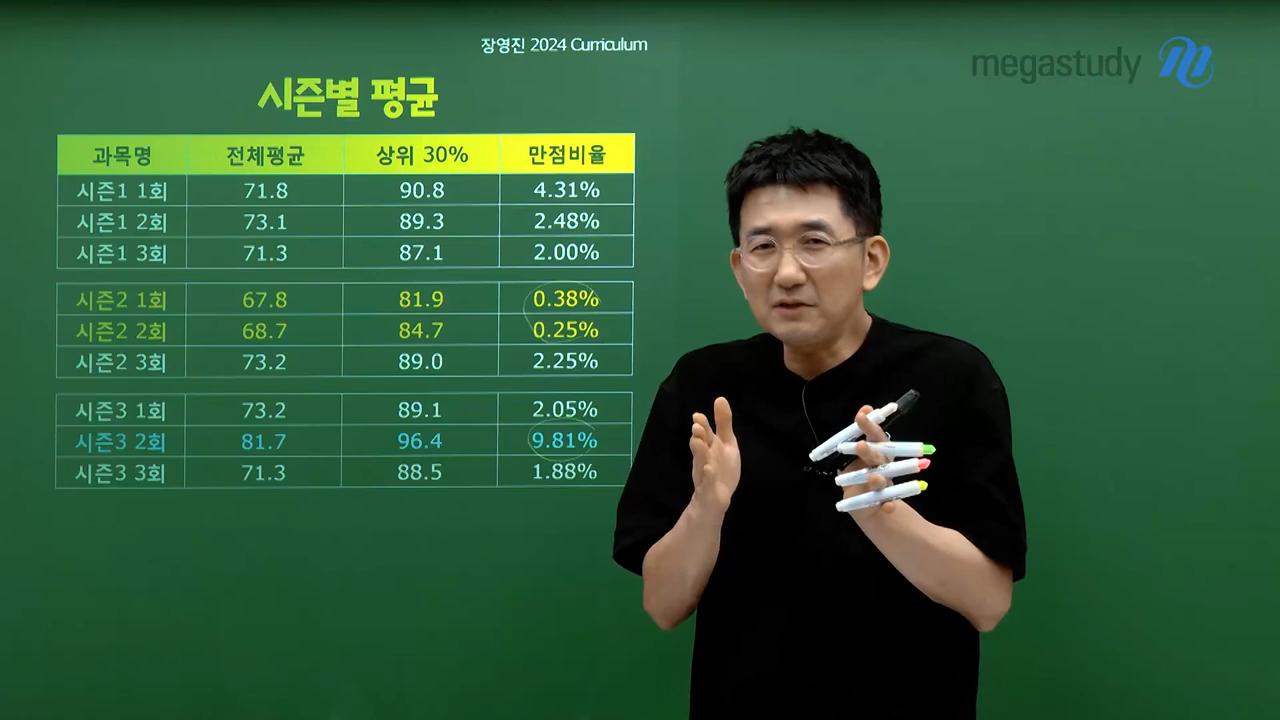 장영진 2024 Curriculum
megastudy
시즌별 평균
과목명 전체평균 상위 30% 만점비율
시즌1 1회 71.8 90.8 4.31%
시즌1 2회 73.1 89.3 2.48%
시즌1 3회 71.3 87.1 2.00%
시즌2 1회 67.8 81.9 0.38%
시즌2 2회 68.7 84.7 0.25%
시즌2 3회 73.2 89.0 2.25%
시즌3 1회 73.2 89.1 2.05%
시즌3 2회 81.7 96.4 9.81%
시즌3 3회 71.3 88.5 1.88%